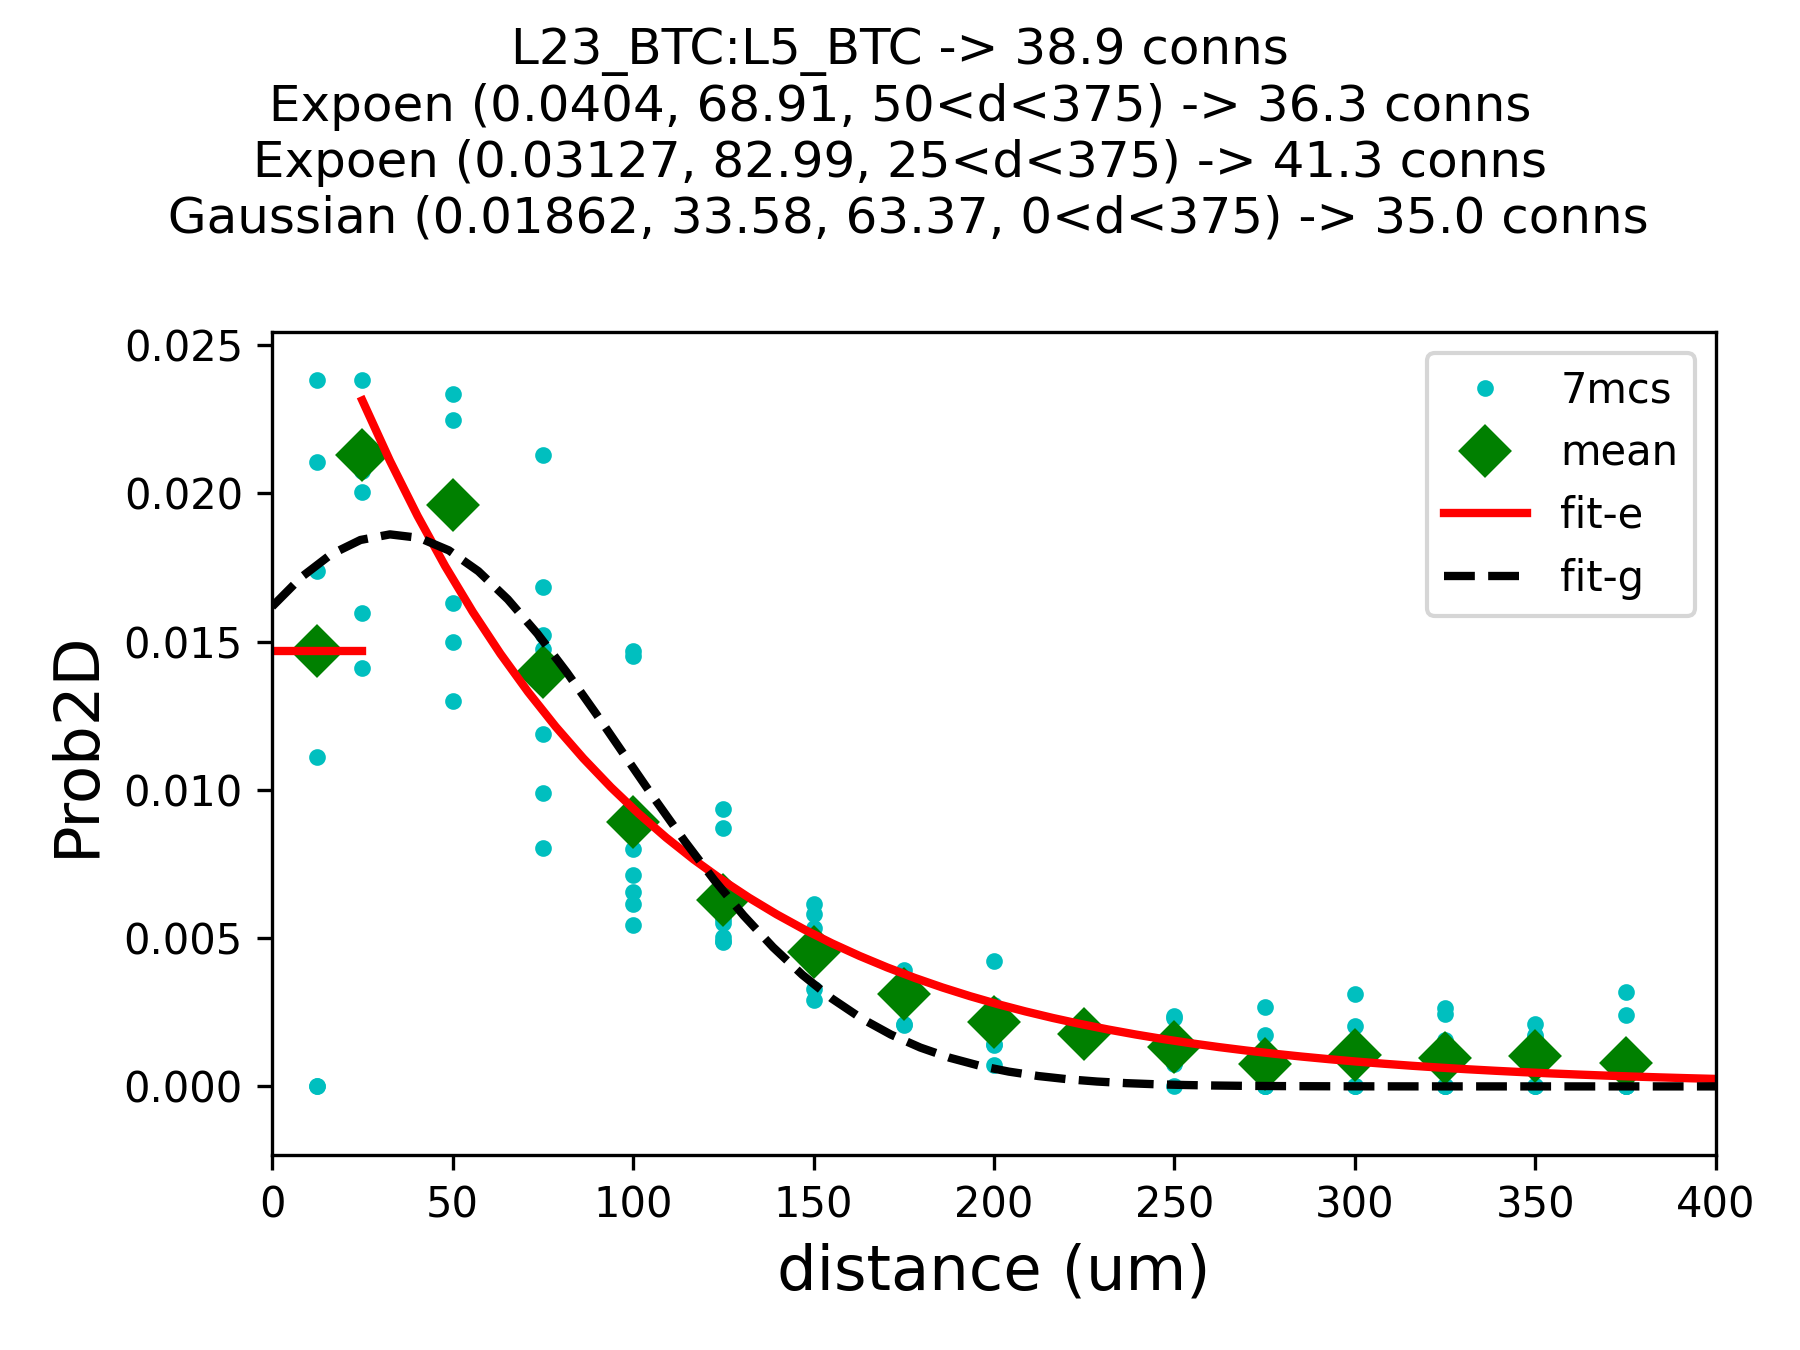 L23_BTC:L5_BTC -> 38.9 conns
Expoen (0.0404, 68.91, 50<d<375) -> 36.3 conns
Expoen (0.03127, 82.99, 25<d<375) -> 41.3 conns
Gaussian (0.01862, 33.58, 63.37, 0<d<375) -> 35.0 conns
0.025
0.020
0.015
0.010
0.005
0.000
Prob2D
7mcs
mean
fit-e
fit-g
0 50 100 150 200 250 300 350 400
distance (um)